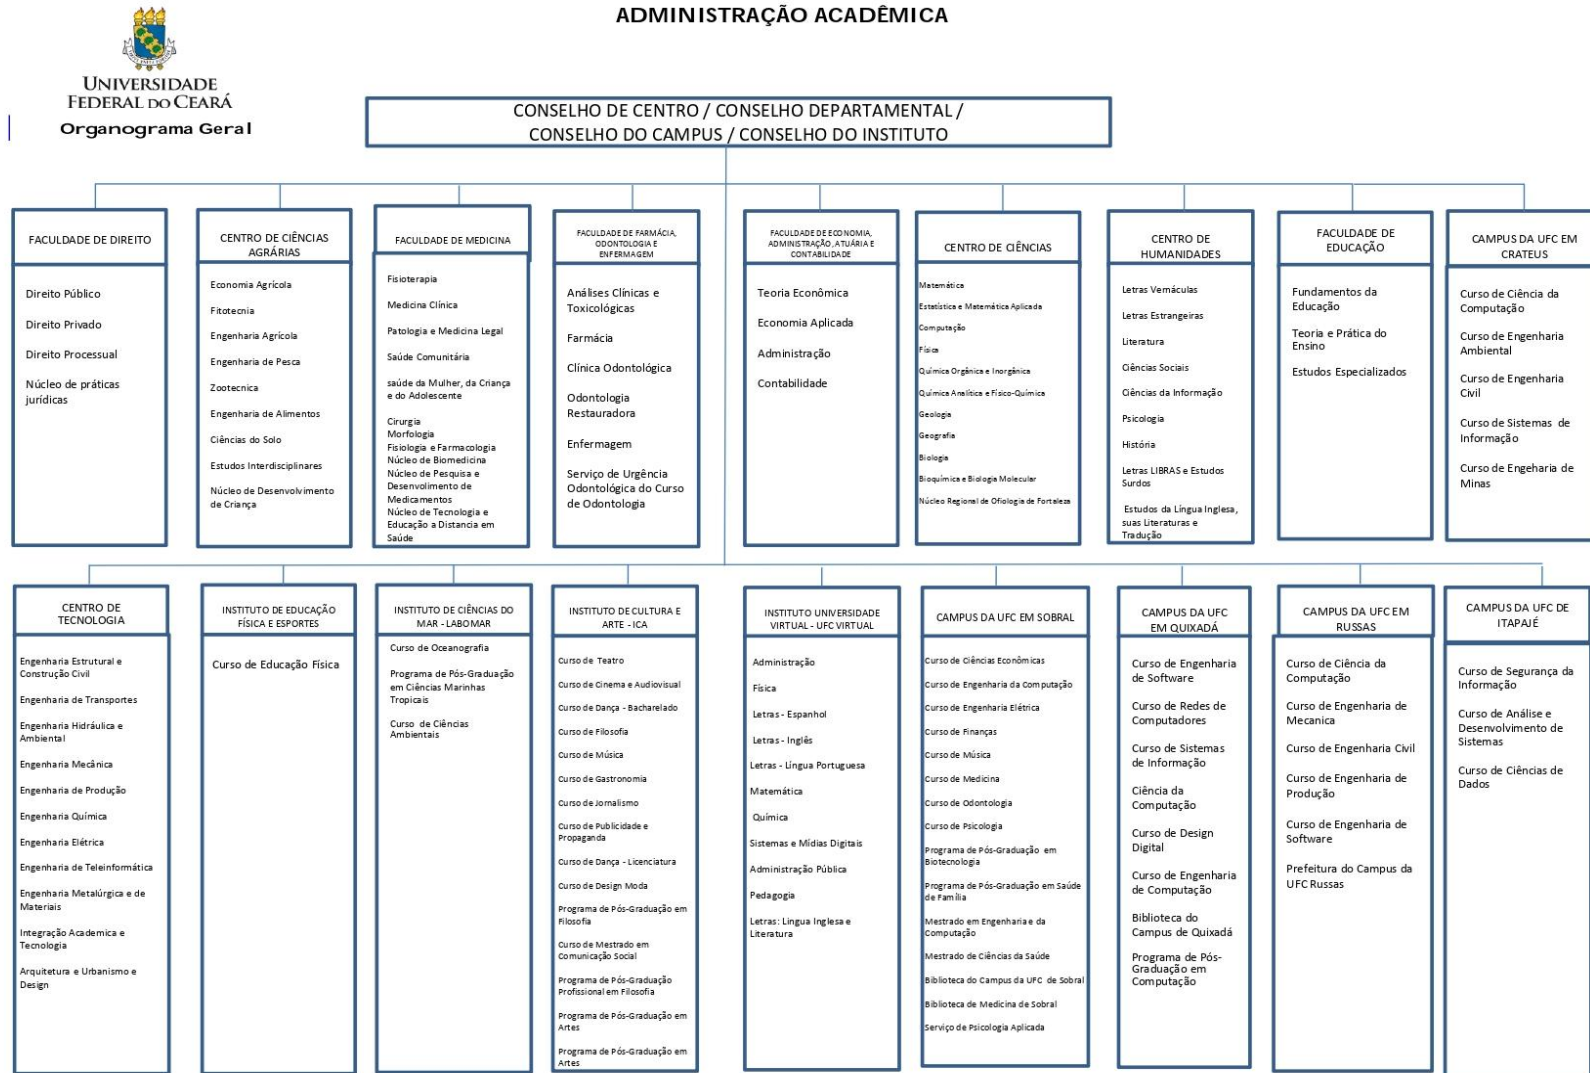 ADMINISTRAÇÃO ACADÊMICA
UNIVERSIDADE
FEDERAL DO CEARÁ
Organograma Geral
CONSELHO DE CENTRO / CONSELHO DEPARTAMENTAL /
CONSELHO DO CAMPUS / CONSELHO DO INSTITUTO
FACULDADE DE DIREITO
Direito Público
Direito Privado
Direito Processual
Núcleo de práticas
jurídicas
CENTRO DE CIÊNCIAS
AGRÁRIAS
Economia Agrícola
Fitotecnia
Engenharia Agrícola
Engenharia de Pesca
Zootecnica
Engenharia de Alimentos
Ciências do Solo
Estudos Interdisciplinares
Núcleo de Desenvolvimento
de Criança
FACULDADE DE MEDICINA
Fisioterapia
Medicina Clínica
Patologia e Medicina Legal
Saúde Comunitária
saúde da Mulher, da Criança
e do Adolescente
Cirurgia
Morfologia
Fisiologia e Farmacologia
Núcleo de Biomedicina
Núcleo de Pesquisa e
Desenvolimento de
Medicamentos
Núcleo de Tecnologia e
Educação a Distancia em
Saúde
FACULDADE DE FARMÁCIA,
ODONTOLOGIA E
ENFERMAGEM
Análises Clínicas e
Toxicológicas
Farmácia
Clínica Odontológica
Odontologia
Restauradora
Enfermagem
Serviço de Urgência
Odontológica do Curso
de Odontologia
FACULDADE DE ECONOMIA,
ADMINISTRAÇÃO, ATUÁRIA E
CONTABILIDADE
Teoria Econômica
Economia Aplicada
Administração
Contabilidade
CENTRO DE CIÊNCIAS
Matemática
Estatística e Matemática Aplicada
Computação
Física
Química Orgênica e Inorgênica
Química Analítica e Físico-Química
Geologia
Geografia
Biologia
Bioquímica e Biologia Molecular
Núcleo Regional de Ofiologia de Fortaleza
CENTRO DE
HUMANIDADES
Letras Vernáculas
Letras Estrangeiras
Literatura
Ciências Sociais
Ciências da Informação
Psicologia
História
Letras LIBRAS e Estudos
Surdos
Estudos da Língua Inglesa,
suas Literaturas e
Tradução
FACULDADE DE
EDUCAÇÃO
Fundamentos da
Educação
Teoria e Prática do
Ensino
Estudos Especializados
CAMPUS DA UFC EM
CRATEUS
Curso de Ciência da
Computação
Curso de Engenharia
Ambiental
Curso de Engenharia
Civil
Curso de Sistemas de
Informação
Curso de Engeharia de
Minas
CENTRO DE
TECNOLOGIA
Engenharia Estrutural e
Construção Civil
Engenharia de Transportes
Engenharia Hidráulica e
Ambiental
Engenharia Mecânica
Engenharia de Produção
Engenharia Química
Engenharia Elétrica
Engenharia de Teleinformática
Engenharia Metalúrgica e de
Materiais
Integração Academica e
Tecnologia
Arquitetura e Urbanismo e
Design
INSTITUTO DE EDUCAÇÃO
FÍSICA E ESPORTES
Curso de Educação Física
INSTITUTO DE CIÊNCIAS DO
MAR - LABOMAR
Curso de Oceanografia
Programa de Pós-Graduação
em Ciências Marinhas
Tropicais
Curso de Ciências
Ambientais
INSTITUTO DE CULTURA E
ARTE - ICA
Curso de Teatro
Curso de Cinema e Audiovisual
Curso de Dança - Bacharelado
Curso de Filosofia
Curso de Música
Curso de Gastronomia
Curso de Jornalismo
Curso de Publicidade e
Propaganda
Curso de Dança - Licenciatura
Curso de Design Moda
Programa de Pós-Graduação em
Filosofia
Curso de Mestrado em
Comunicação Social
Programa de Pós-Graduação
Profissional em Filosofia
Programa de Pós-Graduação em
Artes
Programa de Pós-Graduação em
Artes
INSTITUTO UNIVERSIDADE
VIRTUAL - UFC VIRTUAL
Administração
Física
Letras - Espanhol
Letras - Inglês
Letras - Língua Portuguesa
Matemática
Química
Sistemas e Mídias Digitais
Administração Pública
Pedagogia
Letras: Lingua Inglesa e
Literatura
CAMPUS DA UFC EM SOBRAL
Curso de Ciências Econômicas
Curso de Engenharia da Computação
Curso de Engenharia Elétrica
Curso de Finanças
Curso de Música
Curso de Medicina
Curso de Odontologia
Curso de Psicologia
Programa de Pós-Graduação em
Biotecnologia
Programa de Pós-Graduação em Saúde
de Família
Mestrado em Engenharia e da
Computação
Mestrado de Ciências da Saúde
Biblioteca do Campus da UFC de Sobral
Biblioteca de Medicina de Sobral
Serviço de Psicologia Aplicada
CAMPUS DA UFC
EM QUIXADÁ
Curso de Engenharia
de Software
Curso de Redes de
Computadores
Curso de Sistemas
de Informação
Ciência da
Computação
Curso de Design
Digital
Curso de Engenharia
de Computação
Biblioteca do
Campus de Quixadá
Programa de Pós-
Graduação em
Computação
CAMPUS DA UFC EM
RUSSAS
Curso de Ciência da
Computação
Curso de Engenharia de
Mecanica
Curso de Engenharia Civil
Curso de Engenharia de
Produção
Curso de Engenharia de
Software
Prefeitura do Campus da
UFC Russas
CAMPUS DA UFC DE
ITAPAJÉ
Curso de Segurança da
Informação
Curso de Análise e
Desenvolvimento de
Sistemas
Curso de Ciências de
Dados